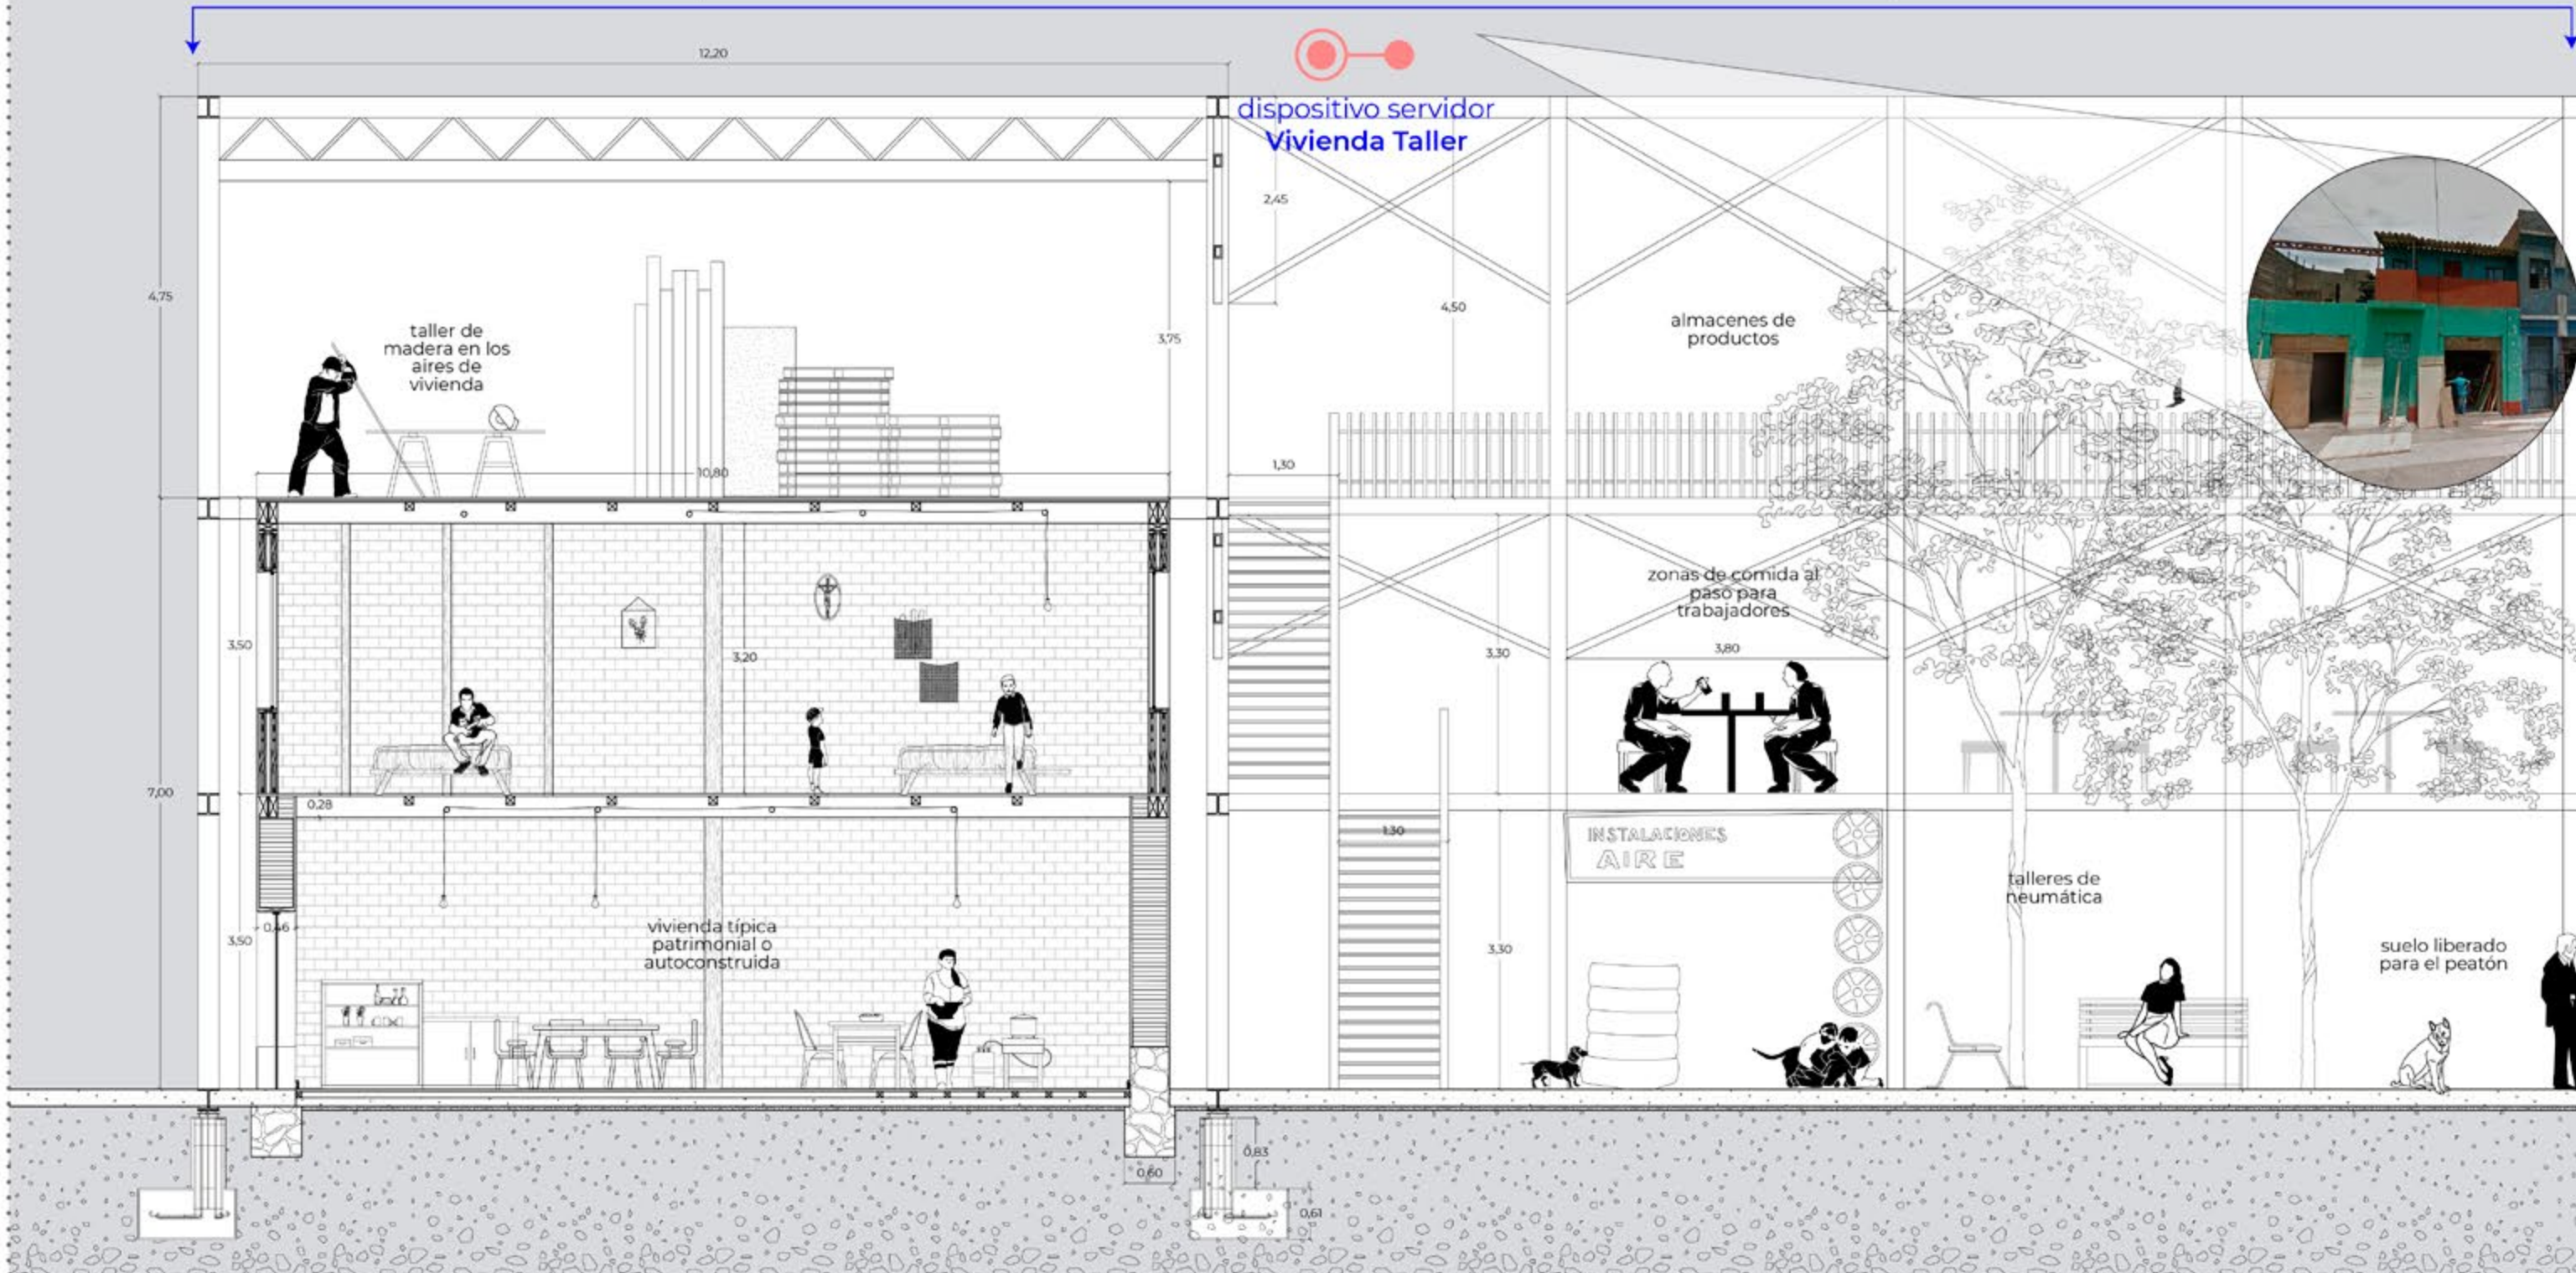 12,20
dispositivo servidor
Vivienda Taller
2,45
4,75
4,50
3,75
taller de
madera en los
aires de
vivienda
almacenes de
productos
10,80
1,30
zonas de comida al
paso para
trabajadores
3,50
3,20
3,30
3,80
7,00
0,28
1,30
INSTALACIONES
AIRE
talleres de
neumática
vivienda típica
patrimonial o
autoconstruida
0,46
3,50
3,30
suelo liberado
para el peatón
0,83
0,60
0,61